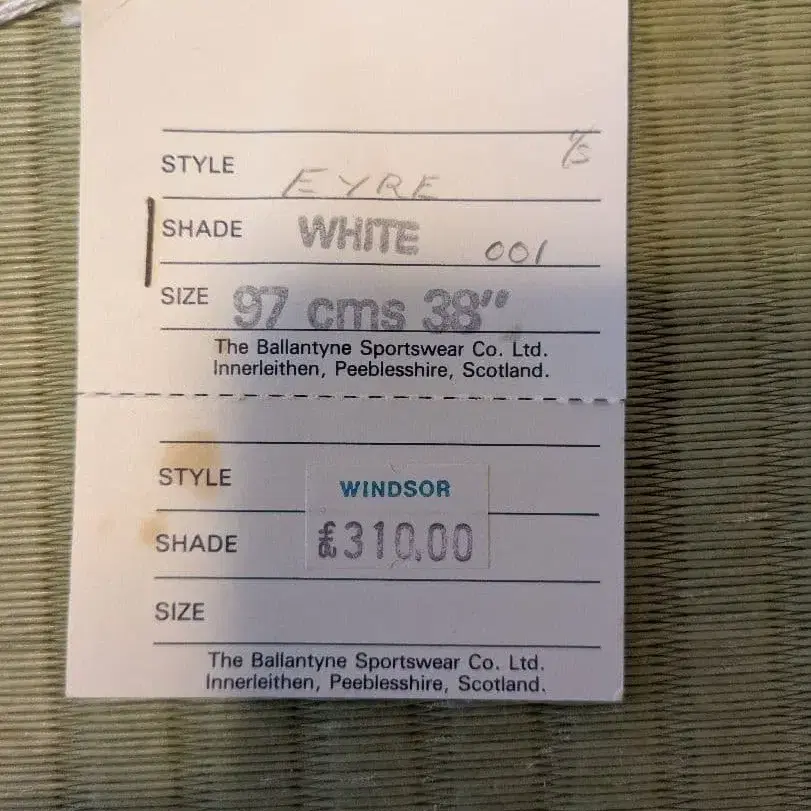 STYLE EYRE
SHADE WHITE 001
SIZE 97 cms 38"
The Ballantyne Sportswear Co. Ltd.
Innerleithen, Peeblesshire, Scotland.
STYLE
WINDSOR
SHADE £310.00
SIZE
The Ballantyne Sportswear Co. Ltd.
Innerleithen, Peeblesshire, Scotland.